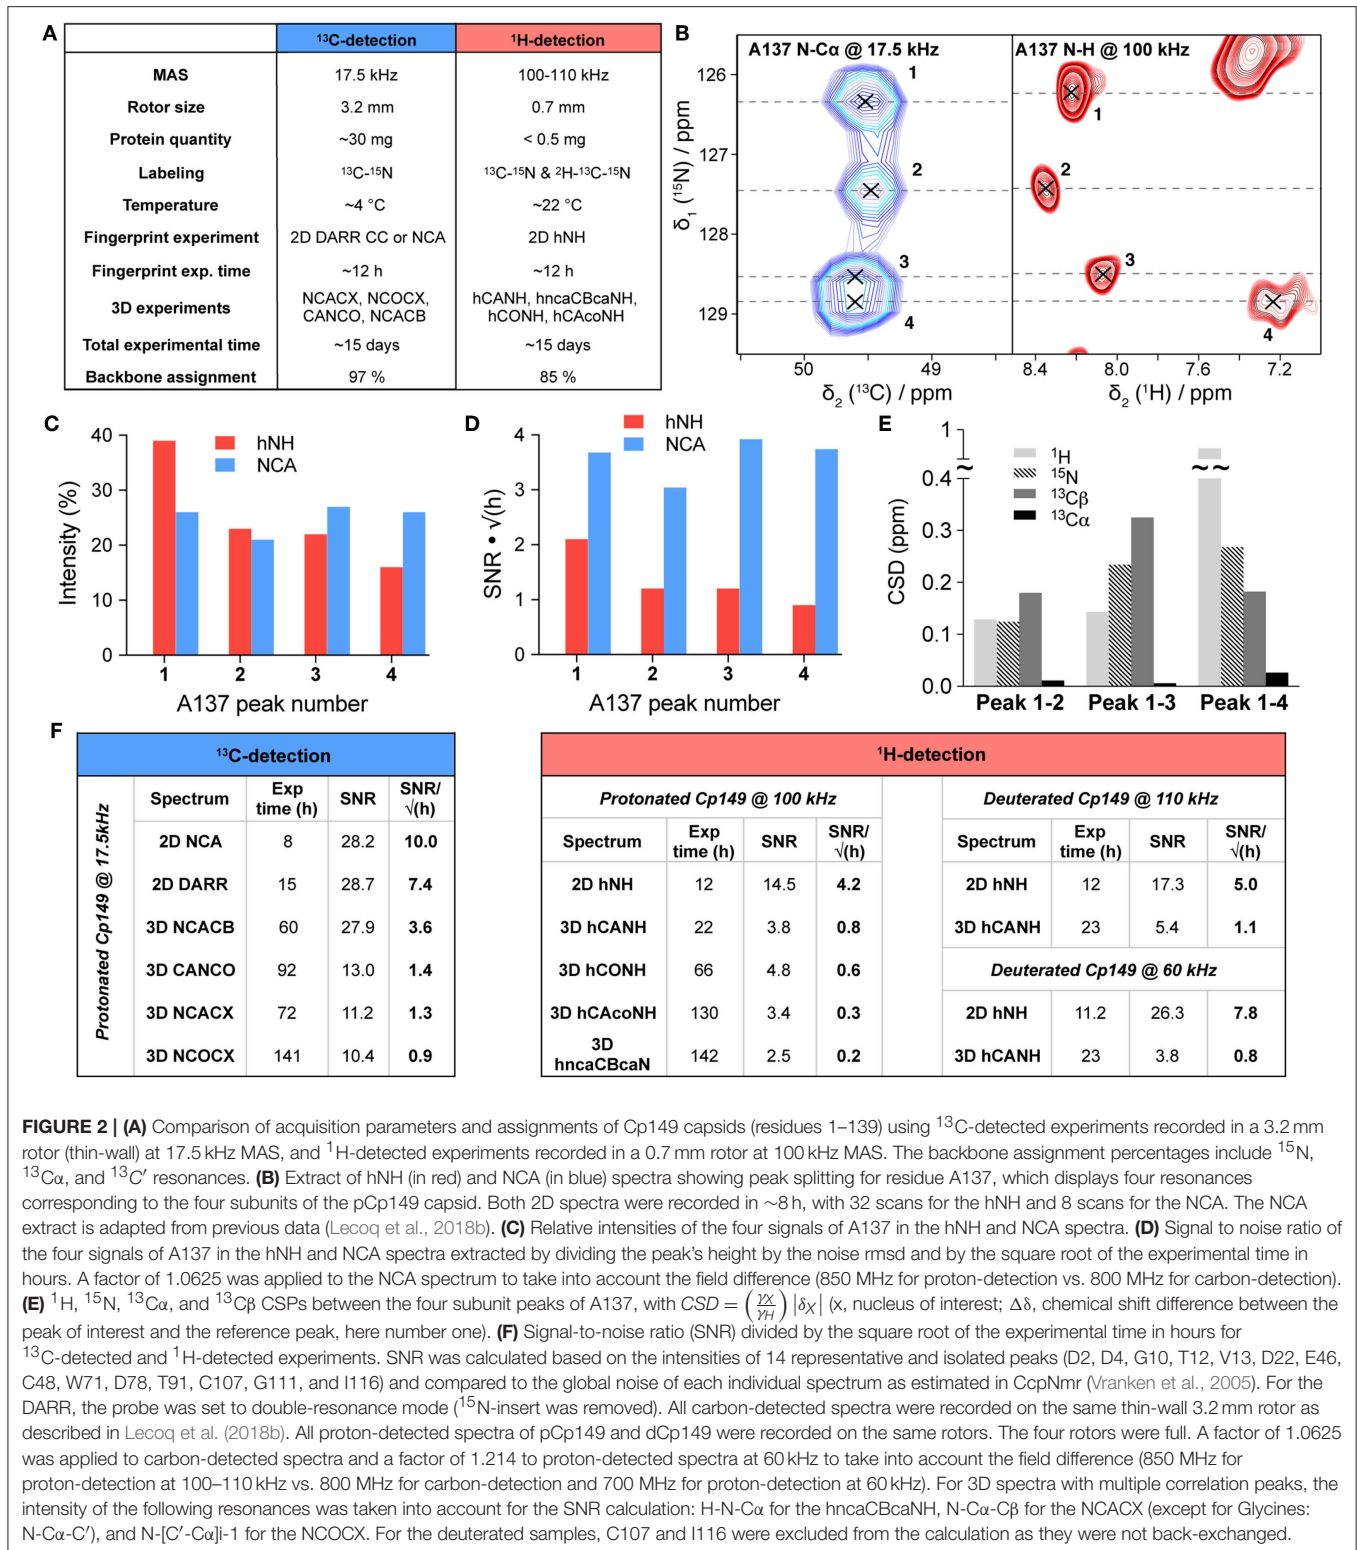 A
¹³C-detection ¹H-detection
MAS 17.5 kHz 100-110 kHz
Rotor size 3.2 mm 0.7 mm
Protein quantity ~30 mg < 0.5 mg
Labeling ¹³C-¹⁵N ¹³C-¹⁵N & ²H-¹³C-¹⁵N
Temperature ~4 °C ~22 °C
Fingerprint experiment 2D DARR CC or NCA 2D hNH
Fingerprint exp. time ~12 h ~12 h
3D experiments NCACX, NCOCX, CANCO, NCACB hCANH, hncaCBcaNH, hCONH, hCAcoNH
Total experimental time ~15 days ~15 days
Backbone assignment 97 % 85 %
B
A137 N-Cα @ 17.5 kHz A137 N-H @ 100 kHz
126
127
128
129
δ₁ (¹⁵N) / ppm
1
2
3
4
1
2
3
4
50 49 8.4 8.0 7.6 7.2
δ₂ (¹³C) / ppm δ₂ (¹H) / ppm
C
hNH
NCA
40
30
20
10
0
Intensity (%)
1 2 3 4
A137 peak number
D
hNH
NCA
4
3
2
1
0
SNR • √(h)
1 2 3 4
A137 peak number
E
1
0.4
0.3
0.2
0.1
0.0
~
~ ~
CSD (ppm)
¹H
¹⁵N
¹³Cβ
¹³Cα
Peak 1-2 Peak 1-3 Peak 1-4
F
¹³C-detection
Protonated Cp149 @ 17.5kHz
Spectrum Exp time (h) SNR SNR/√(h)
2D NCA 8 28.2 10.0
2D DARR 15 28.7 7.4
3D NCACB 60 27.9 3.6
3D CANCO 92 13.0 1.4
3D NCACX 72 11.2 1.3
3D NCOCX 141 10.4 0.9
¹H-detection
Protonated Cp149 @ 100 kHz
Spectrum Exp time (h) SNR SNR/√(h)
2D hNH 12 14.5 4.2
3D hCANH 22 3.8 0.8
3D hCONH 66 4.8 0.6
3D hCAcoNH 130 3.4 0.3
3D hncaCBcaN 142 2.5 0.2
Deuterated Cp149 @ 110 kHz
Spectrum Exp time (h) SNR SNR/√(h)
2D hNH 12 17.3 5.0
3D hCANH 23 5.4 1.1
Deuterated Cp149 @ 60 kHz
2D hNH 11.2 26.3 7.8
3D hCANH 23 3.8 0.8
FIGURE 2 | (A) Comparison of acquisition parameters and assignments of Cp149 capsids (residues 1–139) using ¹³C-detected experiments recorded in a 3.2 mm
rotor (thin-wall) at 17.5 kHz MAS, and ¹H-detected experiments recorded in a 0.7 mm rotor at 100 kHz MAS. The backbone assignment percentages include ¹⁵N,
¹³Cα, and ¹³C′ resonances. (B) Extract of hNH (in red) and NCA (in blue) spectra showing peak splitting for residue A137, which displays four resonances
corresponding to the four subunits of the pCp149 capsid. Both 2D spectra were recorded in ~8 h, with 32 scans for the hNH and 8 scans for the NCA. The NCA
extract is adapted from previous data (Lecoq et al., 2018b). (C) Relative intensities of the four signals of A137 in the hNH and NCA spectra. (D) Signal to noise ratio of
the four signals of A137 in the hNH and NCA spectra extracted by dividing the peak's height by the noise rmsd and by the square root of the experimental time in
hours. A factor of 1.0625 was applied to the NCA spectrum to take into account the field difference (850 MHz for proton-detection vs. 800 MHz for carbon-detection).
(E) ¹H, ¹⁵N, ¹³Cα, and ¹³Cβ CSPs between the four subunit peaks of A137, with CSD = (γX/γH) |δX| (x, nucleus of interest; Δδ, chemical shift difference between the
peak of interest and the reference peak, here number one). (F) Signal-to-noise ratio (SNR) divided by the square root of the experimental time in hours for
¹³C-detected and ¹H-detected experiments. SNR was calculated based on the intensities of 14 representative and isolated peaks (D2, D4, G10, T12, V13, D22, E46,
C48, W71, D78, T91, C107, G111, and I116) and compared to the global noise of each individual spectrum as estimated in CcpNmr (Vranken et al., 2005). For the
DARR, the probe was set to double-resonance mode (¹⁵N-insert was removed). All carbon-detected spectra were recorded on the same thin-wall 3.2 mm rotor as
described in Lecoq et al. (2018b). All proton-detected spectra of pCp149 and dCp149 were recorded on the same rotors. The four rotors were full. A factor of 1.0625
was applied to carbon-detected spectra and a factor of 1.214 to proton-detected spectra at 60 kHz to take into account the field difference (850 MHz for
proton-detection at 100–110 kHz vs. 800 MHz for carbon-detection and 700 MHz for proton-detection at 60 kHz). For 3D spectra with multiple correlation peaks, the
intensity of the following resonances was taken into account for the SNR calculation: H-N-Cα for the hncaCBcaNH, N-Cα-Cβ for the NCACX (except for Glycines:
N-Cα-C′), and N-[C′-Cα]i-1 for the NCOCX. For the deuterated samples, C107 and I116 were excluded from the calculation as they were not back-exchanged.